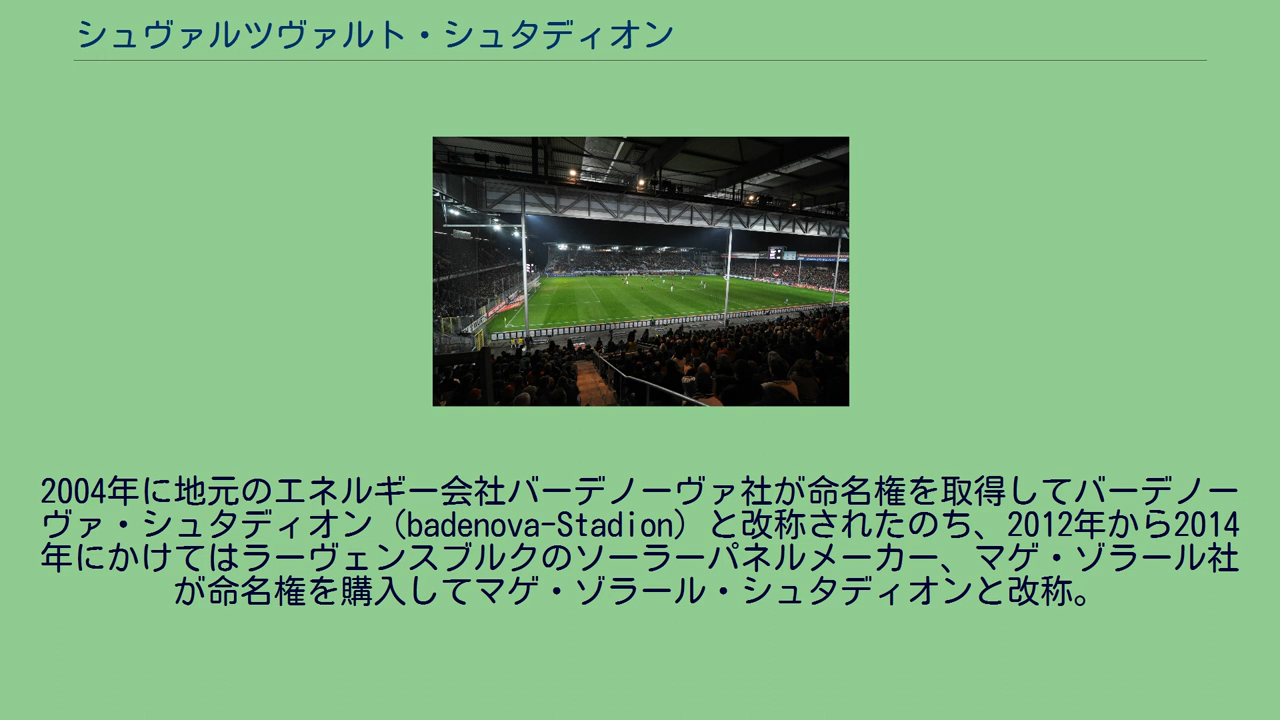 シュヴァルツヴァルト・シュタディオン
2004年に地元のエネルギー会社バーデノーヴァ社が命名権を取得してバーデノー
ヴァ・シュタディオン（badenova-Stadion）と改称されたのち、2012年から2014
年にかけてはラーヴェンスブルクのソーラーパネルメーカー、マゲ・ゾラール社
が命名権を購入してマゲ・ゾラール・シュタディオンと改称。